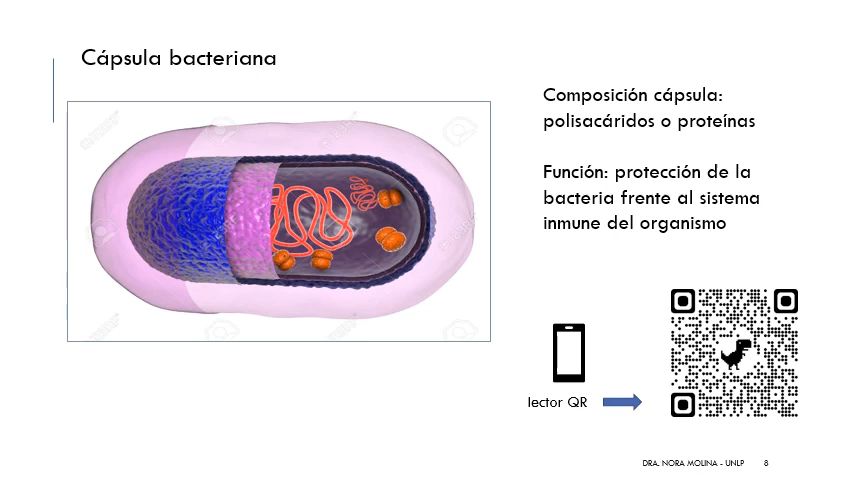 Cápsula bacteriana
Composición cápsula:
polisacáridos o proteínas
Función: protección de la
bacteria frente al sistema
inmune del organismo
lector QR
DRA. NORA MOLINA - UNLP
8